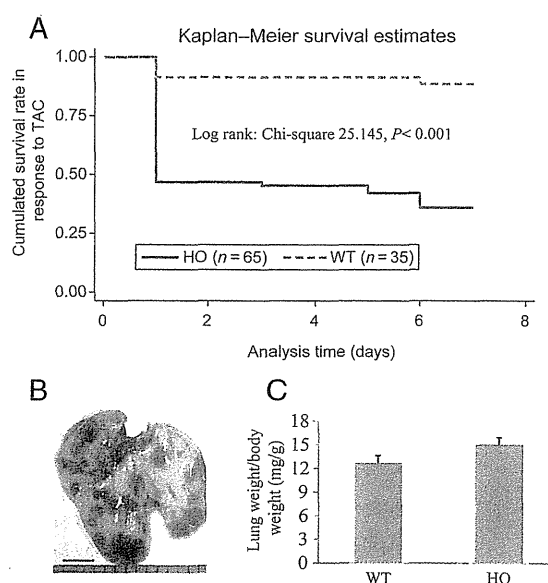 A
Kaplan–Meier survival estimates
Cumulated survival rate in
response to TAC
1.00
0.75
0.50
0.25
0.00
Log rank: Chi-square 25.145, P< 0.001
HO (n=65) WT (n=35)
0 2 4 6 8
Analysis time (days)
B
C
Lung weight/body
weight (mg/g)
18
15
12
9
6
3
0
WT HO